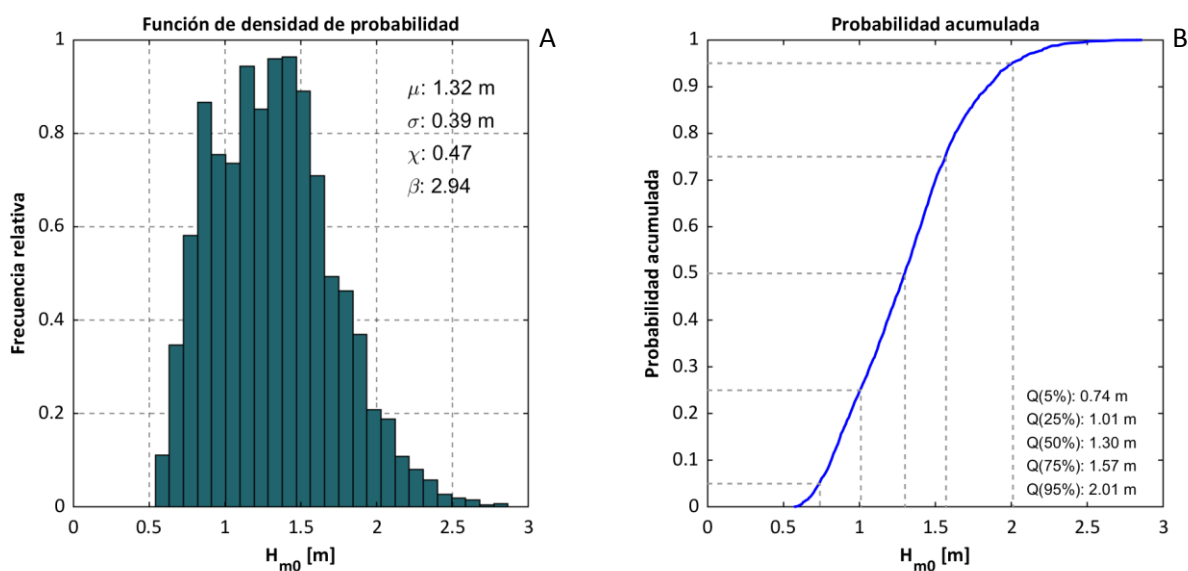 Función de densidad de probabilidad
A
1
0.8
0.6
0.4
0.2
0
Frecuencia relativa
μ: 1.32 m
σ: 0.39 m
χ: 0.47
β: 2.94
0 0.5 1 1.5 2 2.5 3
H_m0 [m]
Probabilidad acumulada
B
1
0.9
0.8
0.7
0.6
0.5
0.4
0.3
0.2
0.1
0
Probabilidad acumulada
Q(5%): 0.74 m
Q(25%): 1.01 m
Q(50%): 1.30 m
Q(75%): 1.57 m
Q(95%): 2.01 m
0 0.5 1 1.5 2 2.5 3
H_m0 [m]